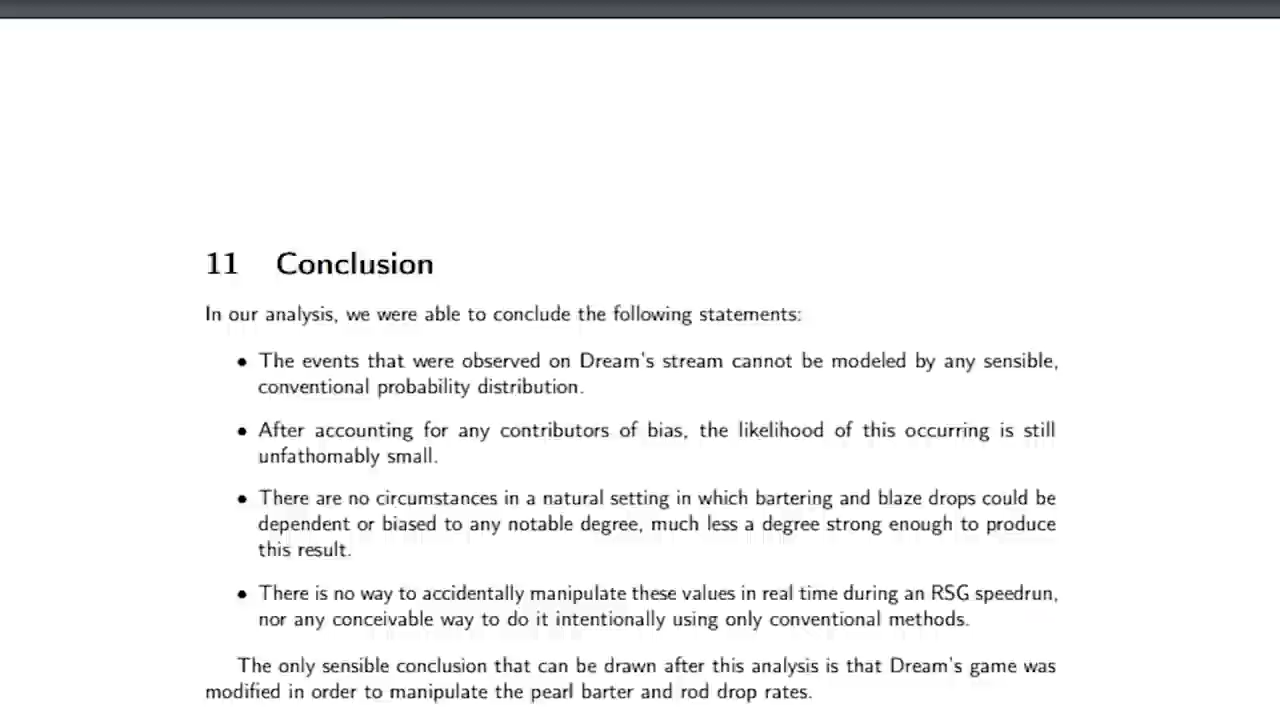 11 Conclusion
In our analysis, we were able to conclude the following statements:
• The events that were observed on Dream's stream cannot be modeled by any sensible,
conventional probability distribution.
• After accounting for any contributors of bias, the likelihood of this occurring is still
unfathomably small.
• There are no circumstances in a natural setting in which bartering and blaze drops could be
dependent or biased to any notable degree, much less a degree strong enough to produce
this result.
• There is no way to accidentally manipulate these values in real time during an RSG speedrun,
nor any conceivable way to do it intentionally using only conventional methods.
The only sensible conclusion that can be drawn after this analysis is that Dream's game was
modified in order to manipulate the pearl barter and rod drop rates.